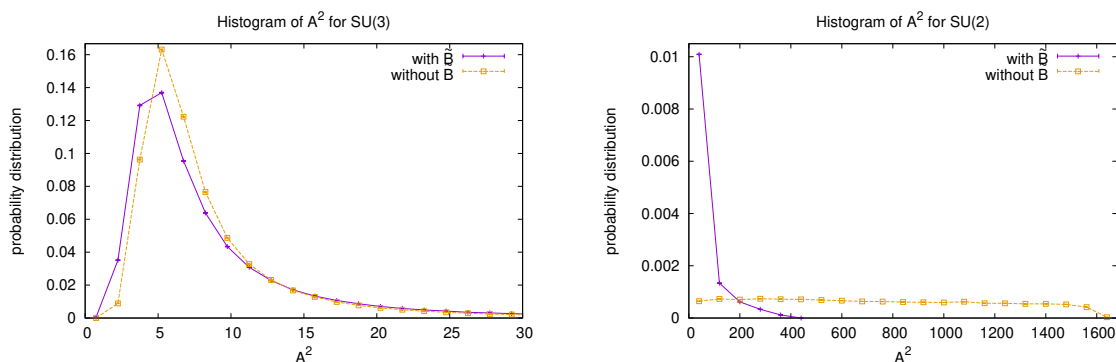 Histogram of A² for SU(3)
probability distribution
0.16
0.14
0.12
0.1
0.08
0.06
0.04
0.02
0
0 5 10 15 20 25 30
A²
with B̃
without B̃
Histogram of A² for SU(2)
probability distribution
0.01
0.008
0.006
0.004
0.002
0
0 200 400 600 800 1000 1200 1400 1600
A²
with B̃
without B̃